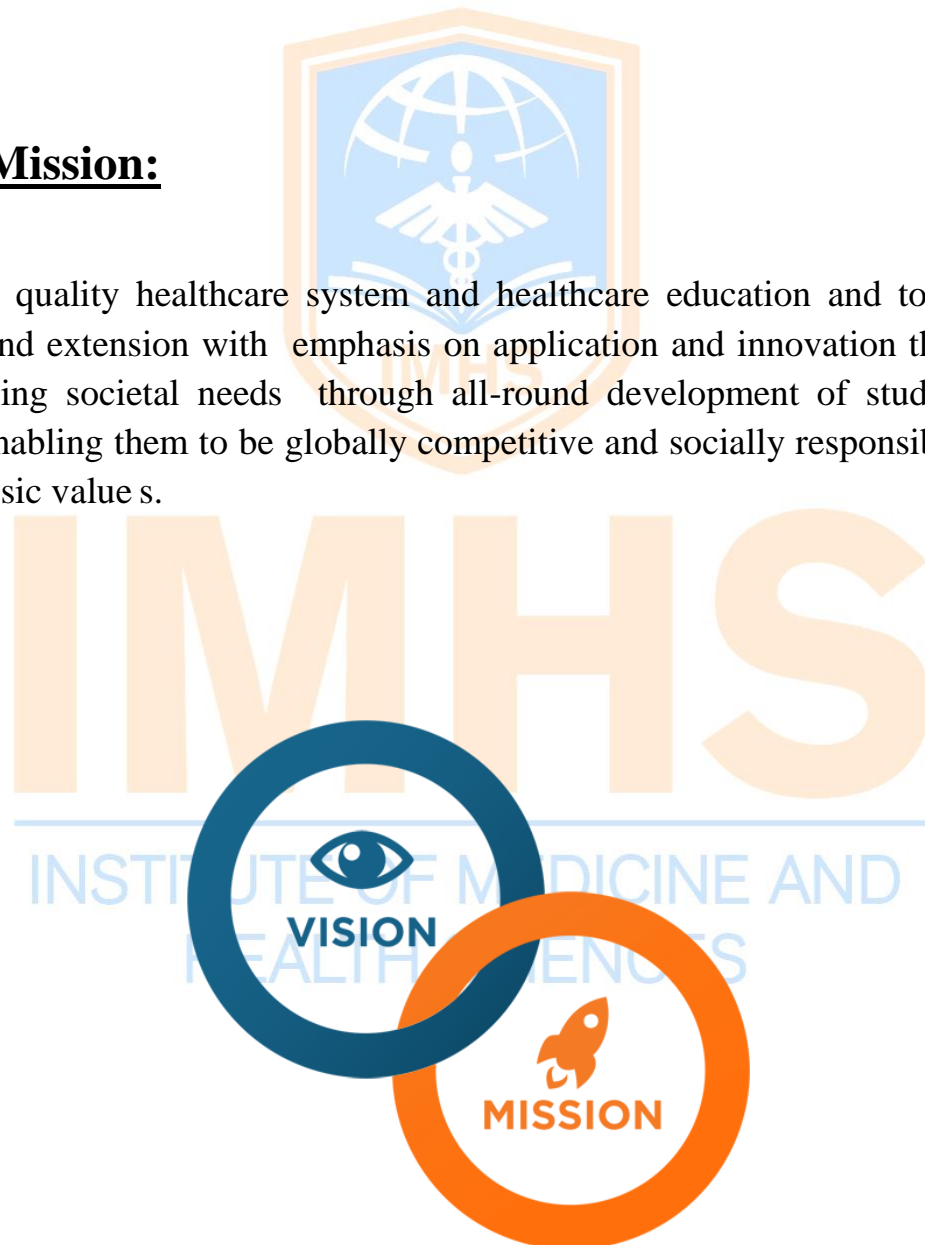 IMHS
Mission:
quality healthcare system and healthcare education and to
nd extension with emphasis on application and innovation th
ing societal needs through all-round development of stud
nabling them to be globally competitive and socially responsib
sic value s.
IMHS
INSTITUTE OF MEDICINE AND
HEALTH SCIENCES
VISION
MISSION